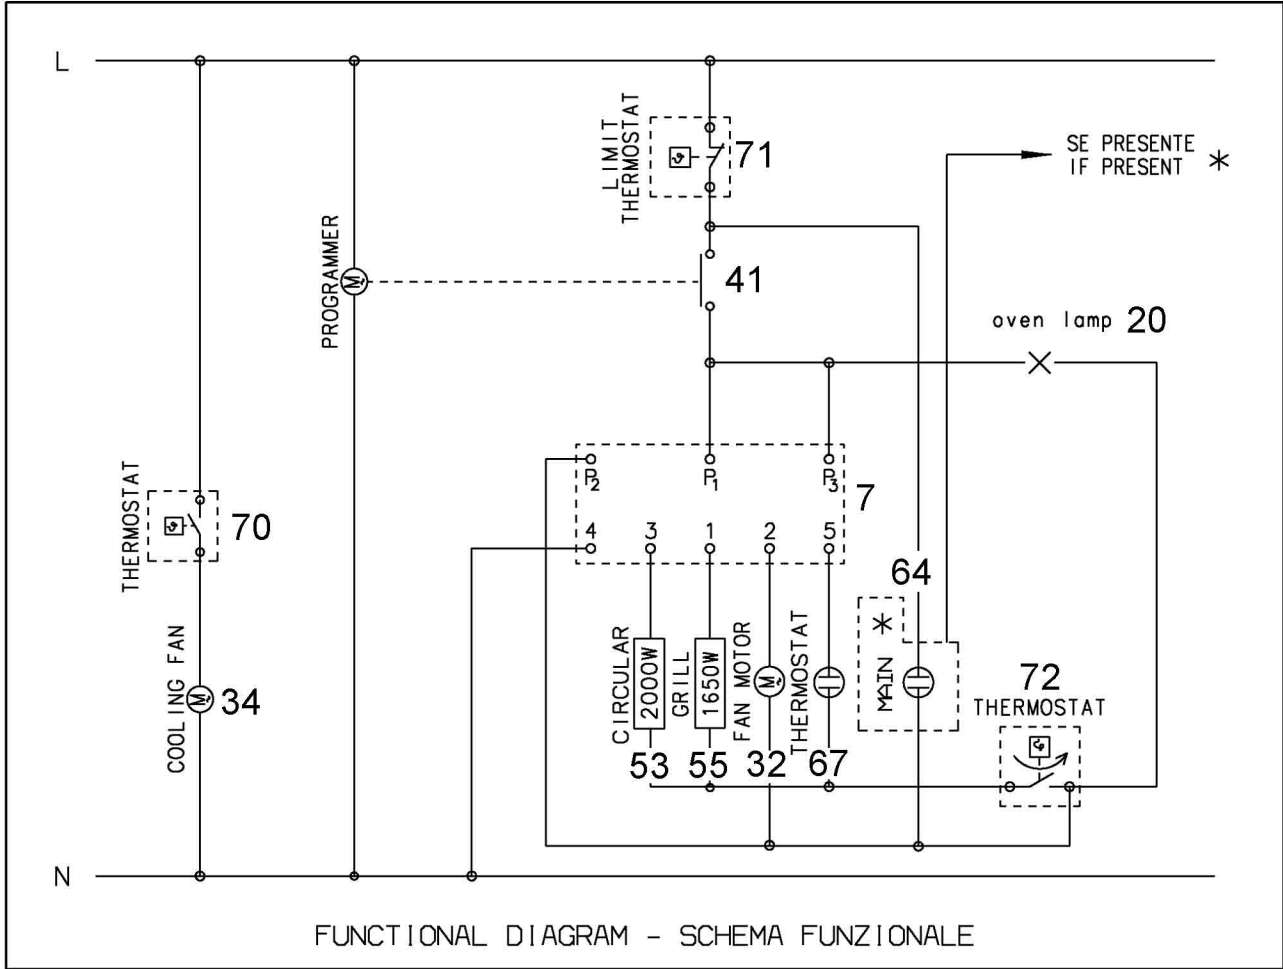 L
LIMIT
THERMOSTAT
71
SE PRESENTE
IF PRESENT *
PROGRAMMER
M
41
oven lamp 20
THERMOSTAT
70
P2
P1
P3
7
4
3
1
2
5
64
COOLING FAN
M
34
CIRCULAR
2000W
53
GRILL
1650W
55
FAN MOTOR
M
32
THERMOSTAT
67
MAIN *
72
THERMOSTAT
N
FUNCTIONAL DIAGRAM - SCHEMA FUNZIONALE